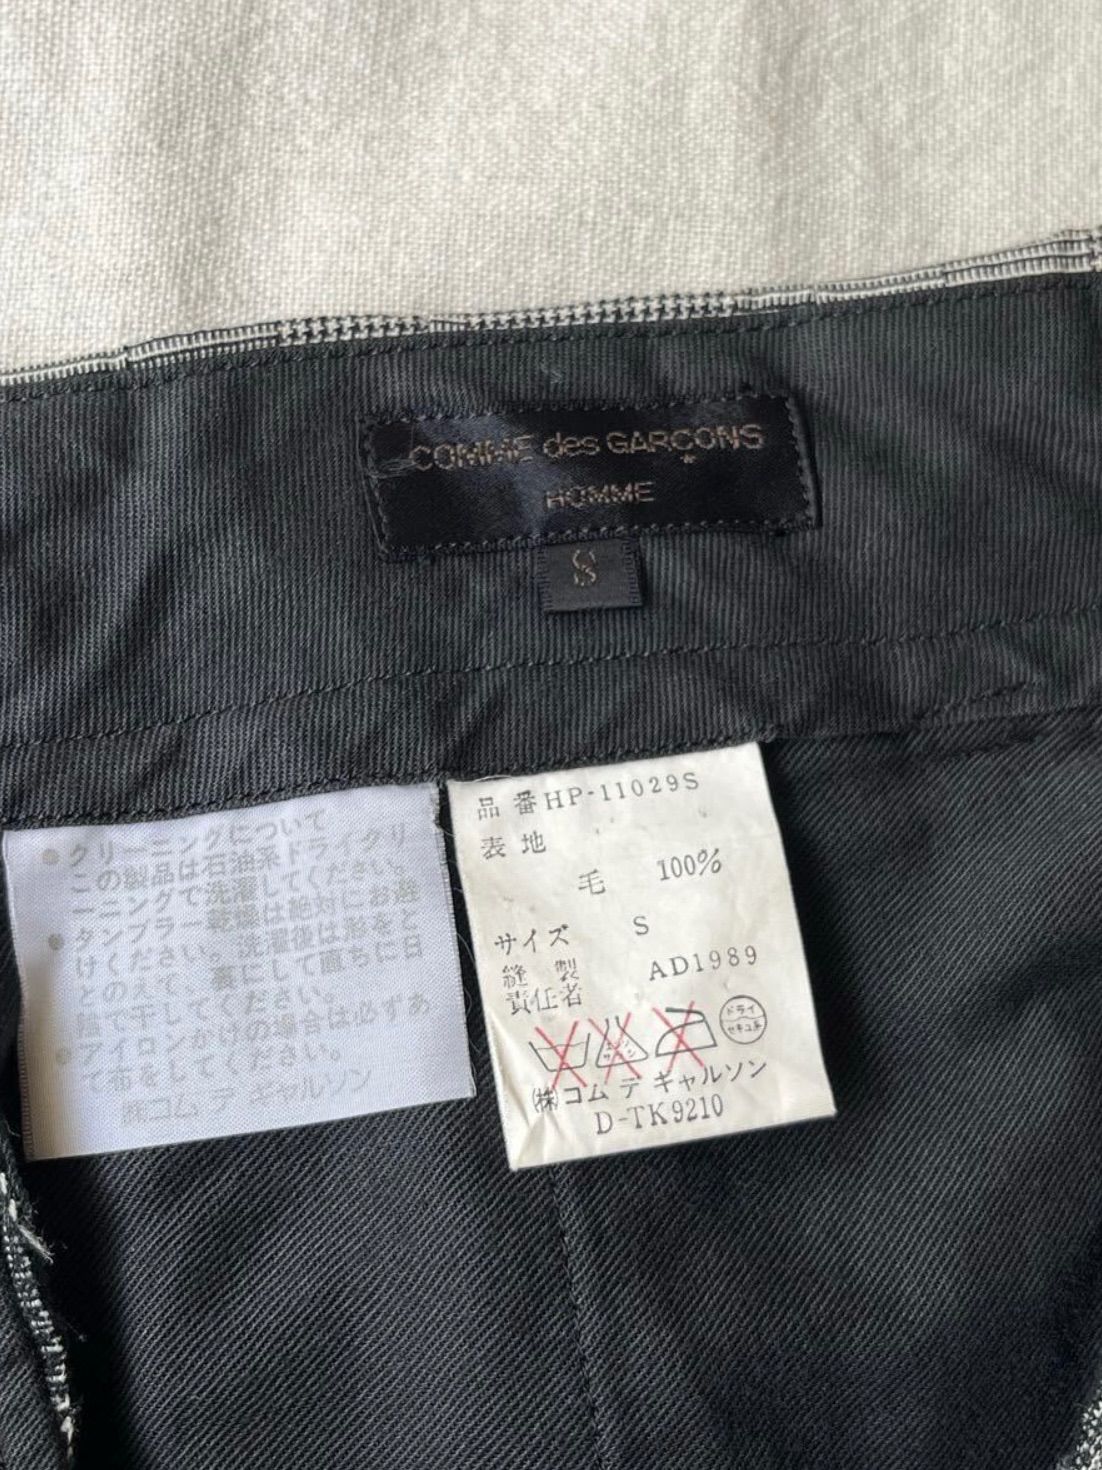 COMME des GARÇONS
HOMME
S
クリーニングについて
●この製品は石油系ドライクリ
ーニングで洗濯してください。
●タンブラー乾燥は絶対にお避
けください。洗濯後は形をと
とのえて、裏にして直ちに日
陰で干してください。
●アイロンかけの場合は必ずあ
て布をしてください。
㈱コム デ ギャルソン
品番 HP-11029S
表地
毛 100%
サイズ S
縫製 AD1989
責任者
エンソ
サラシ
ドライ
セキユ系
(株)コム デ ギャルソン
D-TK9210